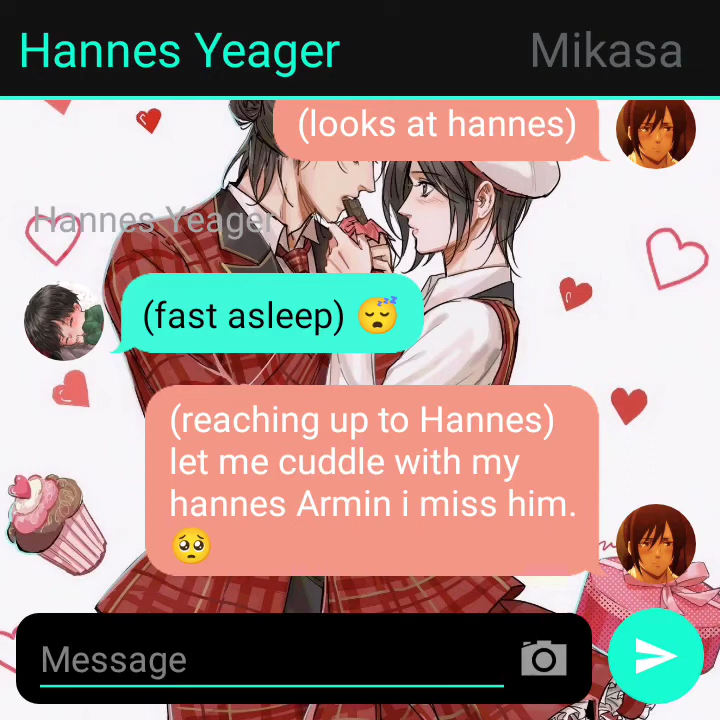 Hannes Yeager Mikasa
(looks at hannes)
Hannes Yeager
(fast asleep) 😴
(reaching up to Hannes)
let me cuddle with my
hannes Armin i miss him.
🥺
Message